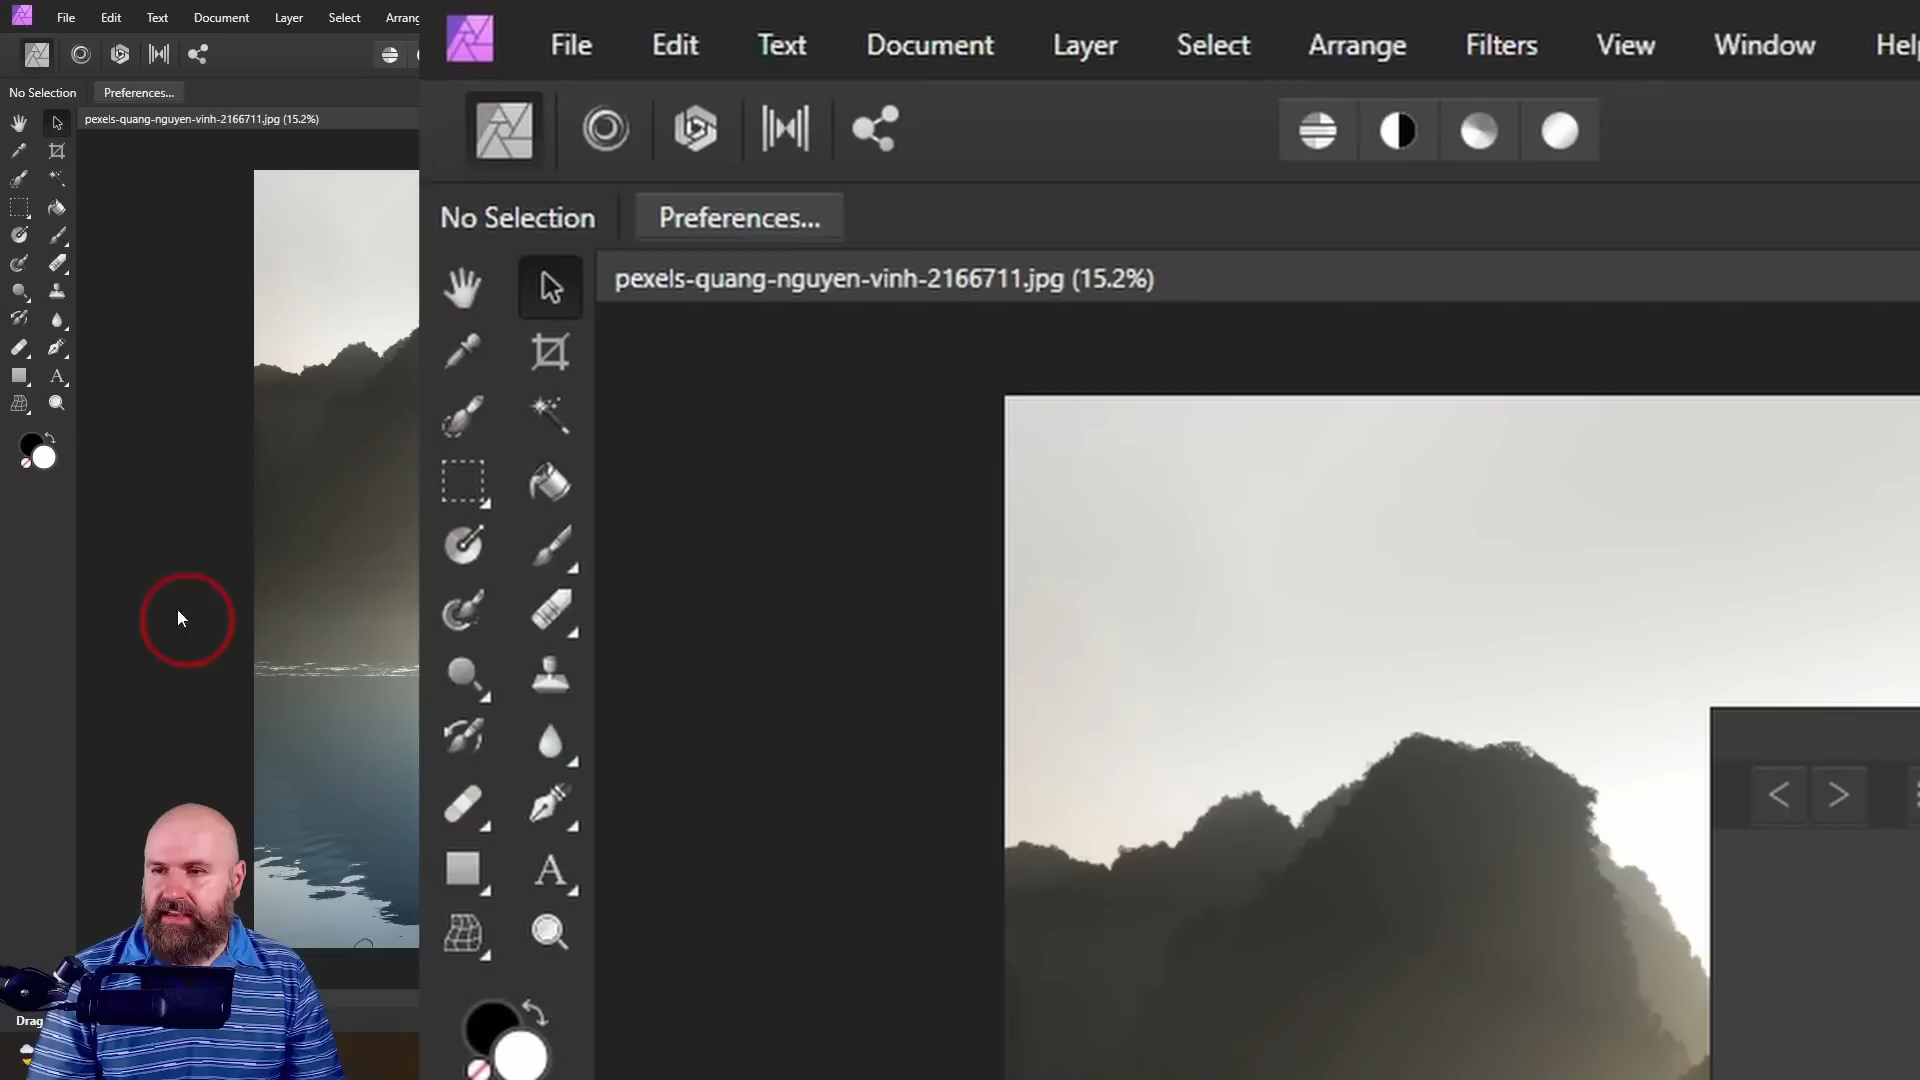 File Edit Text Document Layer Select Arrang
No Selection Preferences...
pexels-quang-nguyen-vinh-2166711.jpg (15.2%)
A
Drag
File Edit Text Document Layer Select Arrange Filters View Window Help
No Selection Preferences...
pexels-quang-nguyen-vinh-2166711.jpg (15.2%)
A
< >